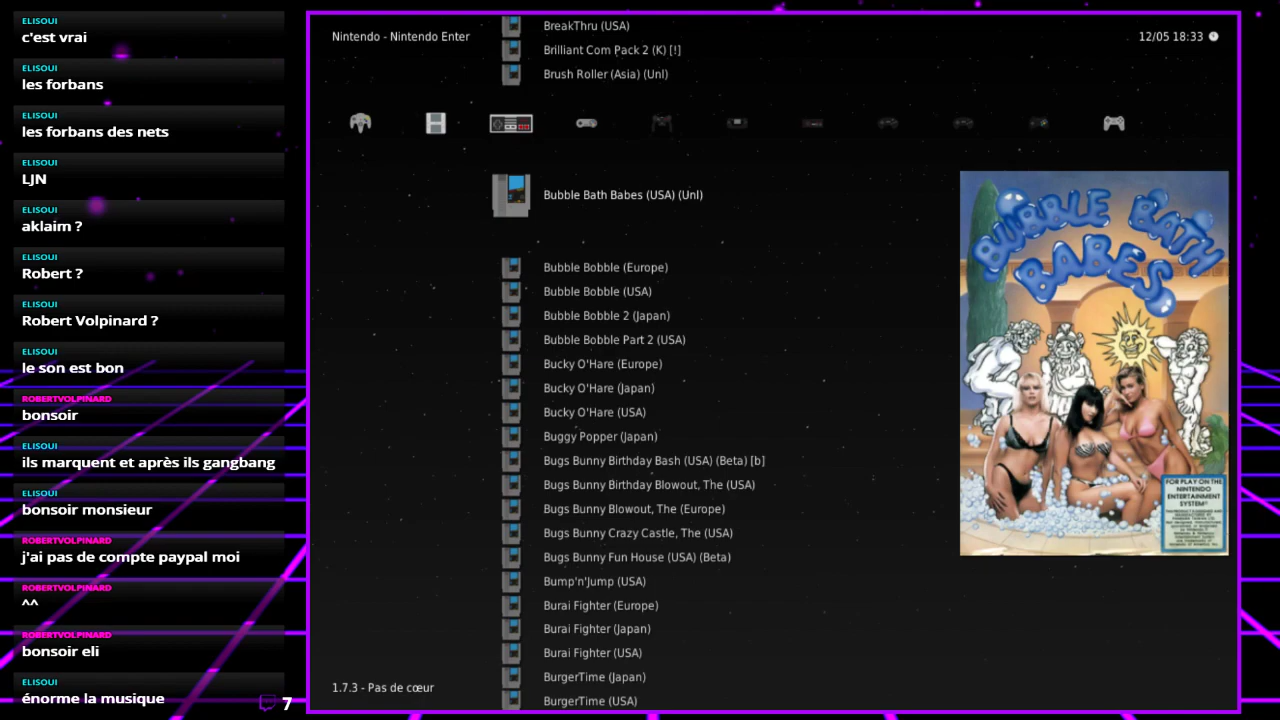 ELISOUI
c'est vrai
ELISOUI
les forbans
ELISOUI
les forbans des nets
ELISOUI
LJN
ELISOUI
aklaim ?
ELISOUI
Robert ?
ELISOUI
Robert Volpinard ?
ELISOUI
le son est bon
ROBERTVOLPINARD
bonsoir
ELISOUI
ils marquent et après ils gangbang
ELISOUI
bonsoir monsieur
ROBERTVOLPINARD
j'ai pas de compte paypal moi
ROBERTVOLPINARD
^^
ROBERTVOLPINARD
bonsoir eli
ELISOUI
énorme la musique
7
Nintendo - Nintendo Enter
12/05 18:33
BreakThru (USA)
Brilliant Com Pack 2 (K) [!]
Brush Roller (Asia) (Unl)
Bubble Bath Babes (USA) (Unl)
Bubble Bobble (Europe)
Bubble Bobble (USA)
Bubble Bobble 2 (Japan)
Bubble Bobble Part 2 (USA)
Bucky O'Hare (Europe)
Bucky O'Hare (Japan)
Bucky O'Hare (USA)
Buggy Popper (Japan)
Bugs Bunny Birthday Bash (USA) (Beta) [b]
Bugs Bunny Birthday Blowout, The (USA)
Bugs Bunny Blowout, The (Europe)
Bugs Bunny Crazy Castle, The (USA)
Bugs Bunny Fun House (USA) (Beta)
Bump'n'Jump (USA)
Burai Fighter (Europe)
Burai Fighter (Japan)
Burai Fighter (USA)
BurgerTime (Japan)
BurgerTime (USA)
1.7.3 - Pas de cœur
BUBBLE BATH
BABES
FOR PLAY ON THE
NINTENDO
ENTERTAINMENT
SYSTEM®